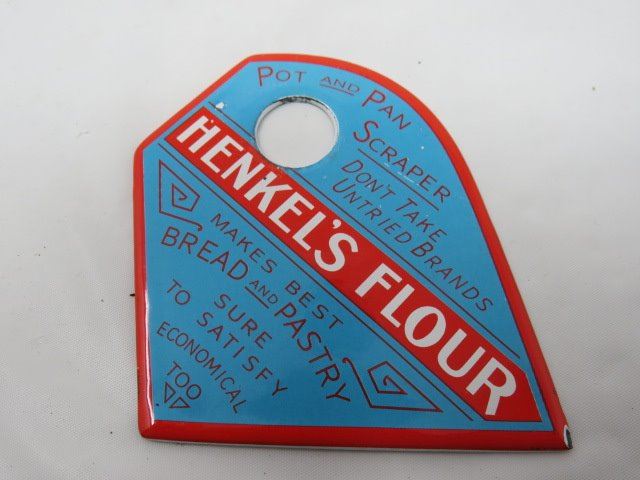 POT AND PAN
SCRAPER
DON'T TAKE
UNTRIED BRANDS
HENKEL'S FLOUR
MAKES BEST
BREAD AND PASTRY
SURE
TO SATISFY
ECONOMICAL
TOO